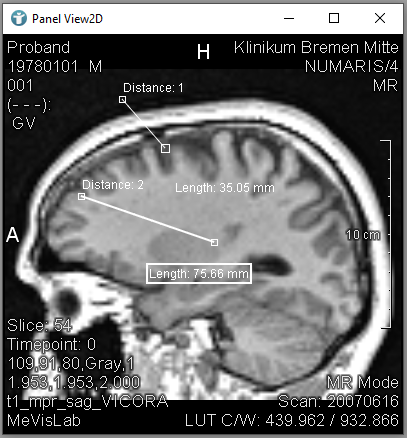 Panel View2D
Proband
19780101 M
001
(- - -):
GV
H
Klinikum Bremen Mitte
NUMARIS/4
MR
Distance: 1
Distance: 2
Length: 35.05 mm
A
10 cm
Length: 75.66 mm
Slice: 54
Timepoint: 0
109,91,80,Gray,1
1.953,1.953,2.000
t1_mpr_sag_VICORA
MeVisLab
MR Mode
Scan: 20070616
LUT C/W: 439.962 / 932.866